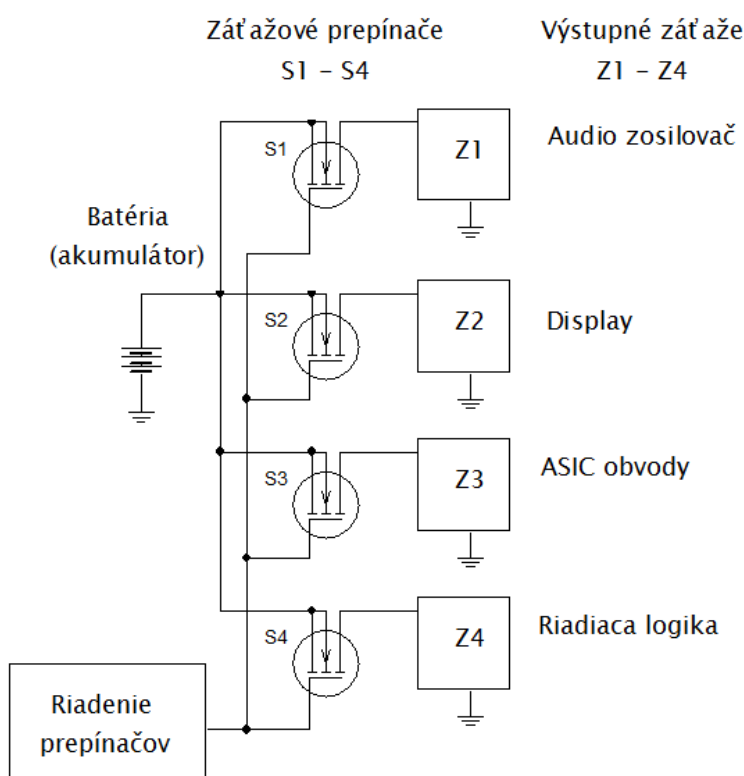 Záťažové prepínače
S1 – S4
Výstupné záťaže
Z1 – Z4
S1
Z1
Audio zosilovač
Batéria
(akumulátor)
S2
Z2
Display
S3
Z3
ASIC obvody
S4
Z4
Riadiaca logika
Riadenie
prepínačov